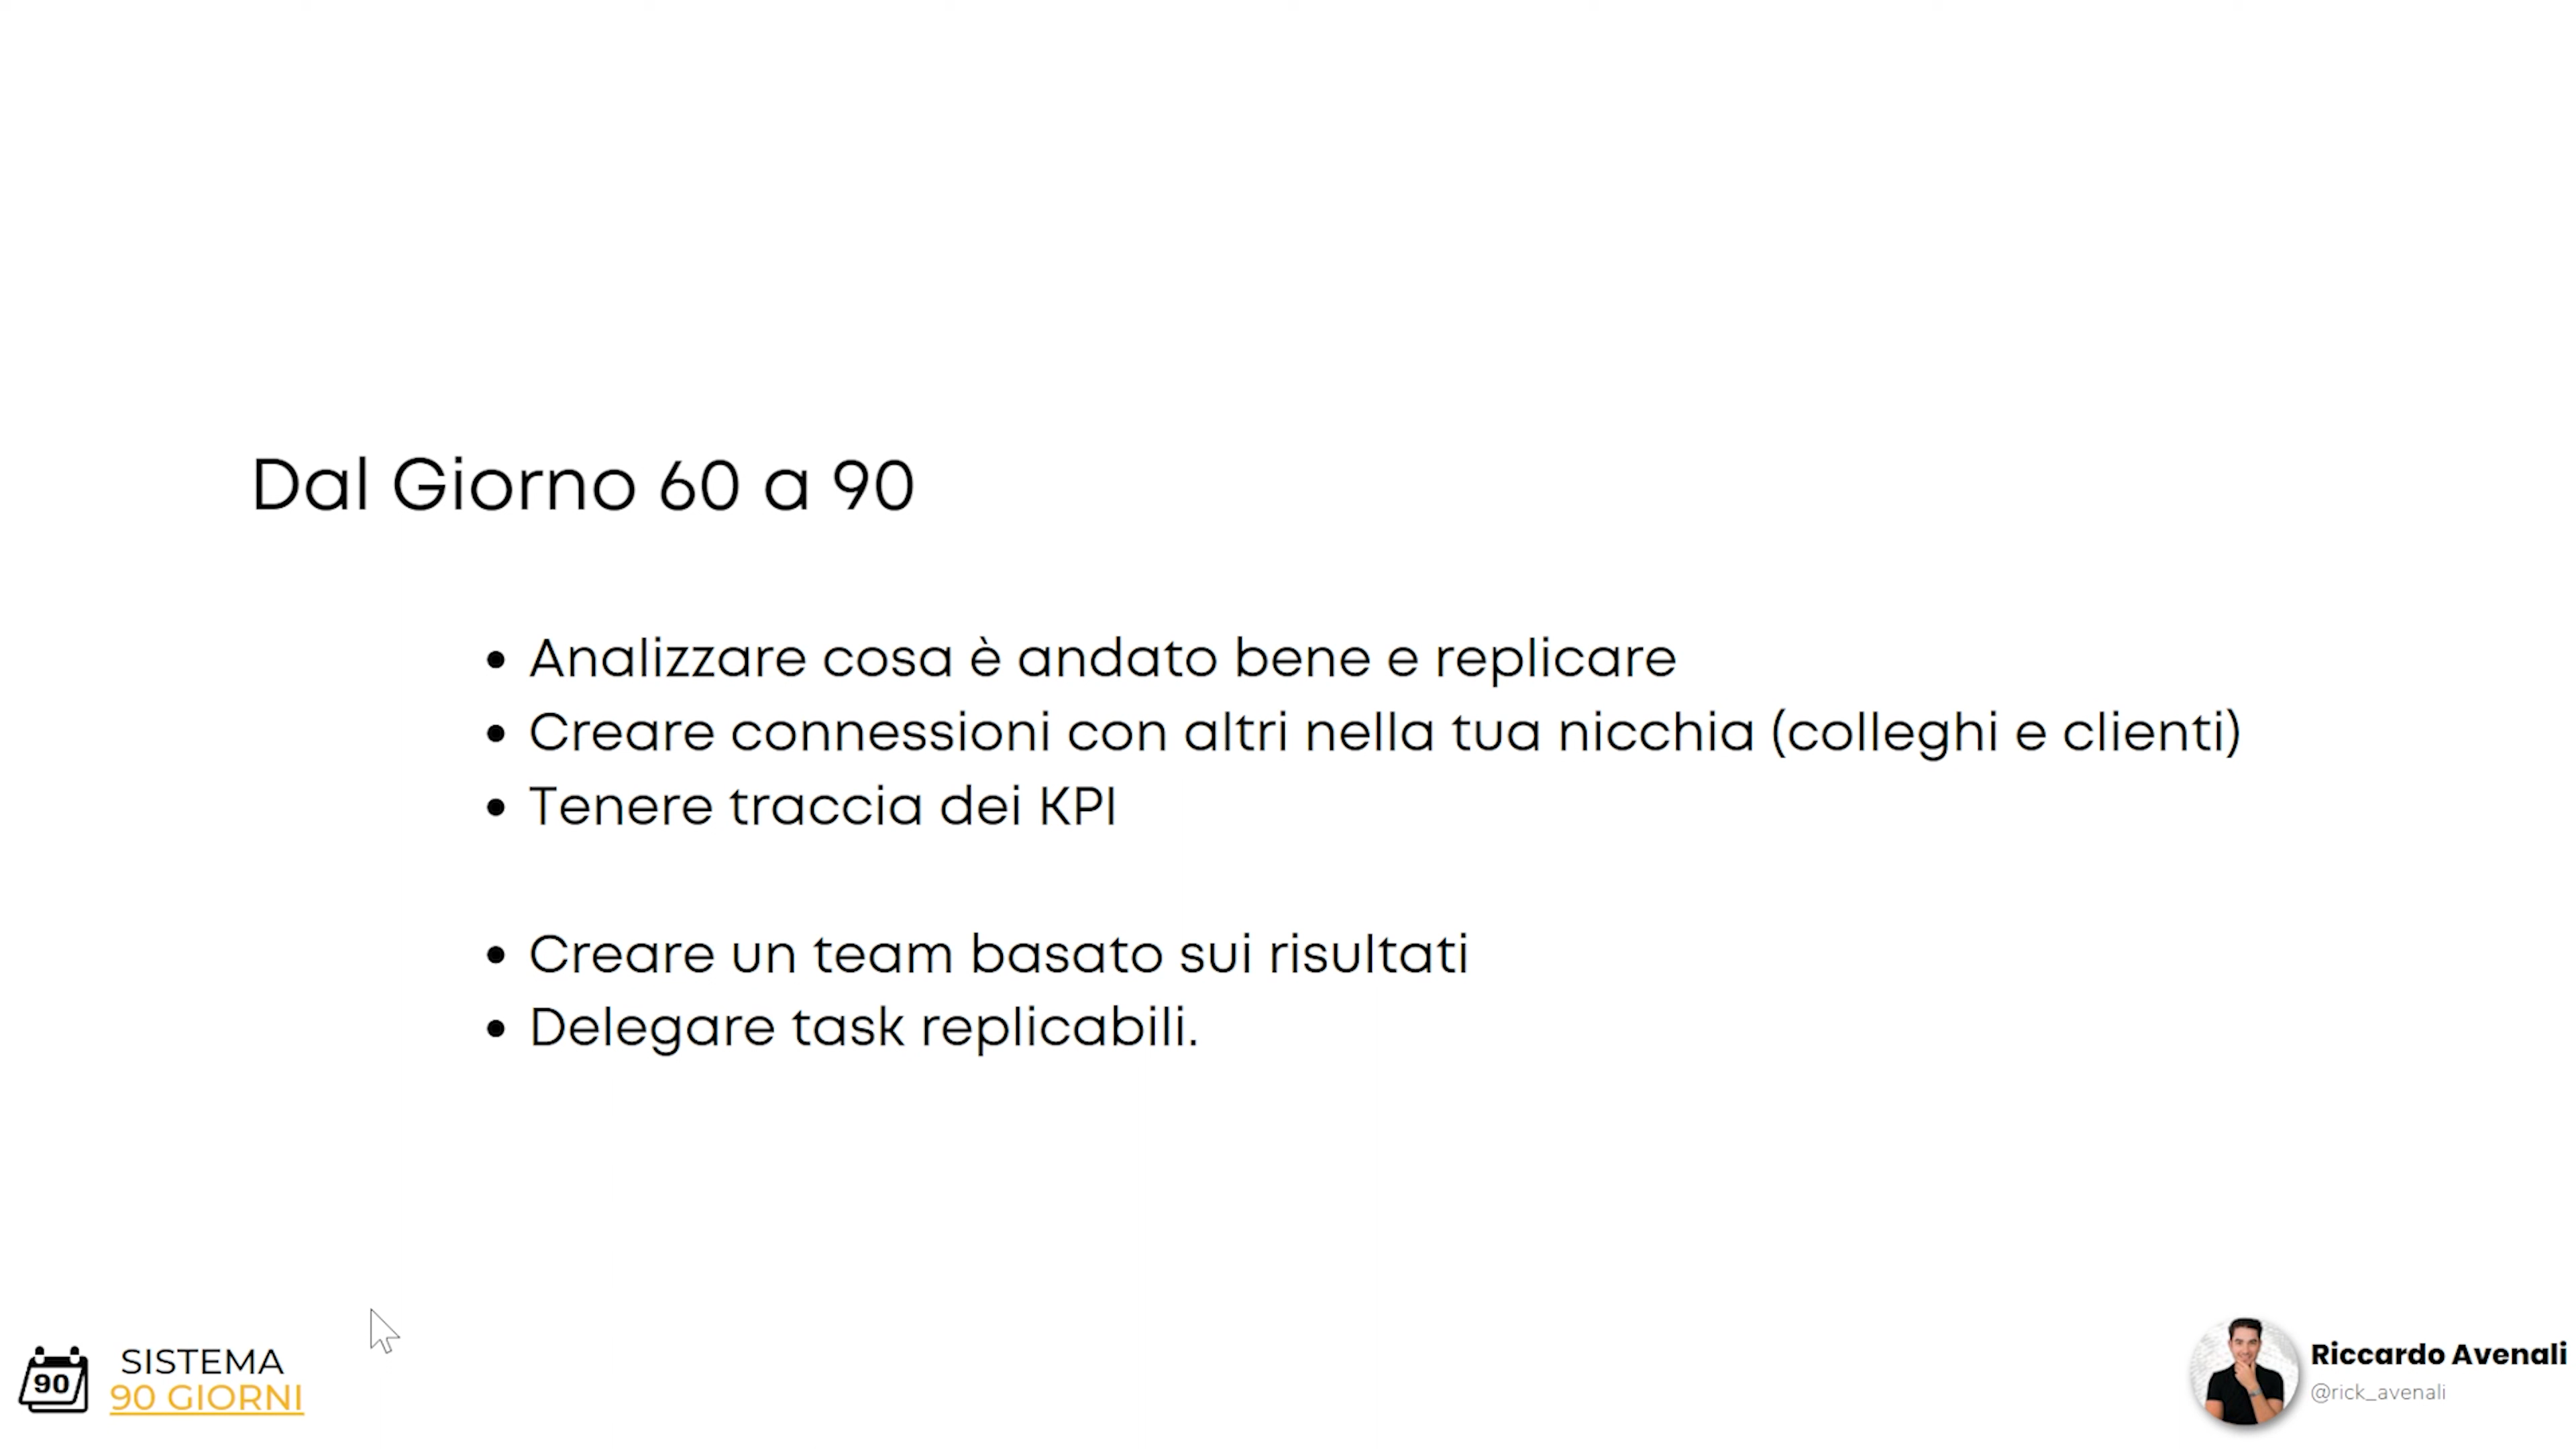 Dal Giorno 60 a 90
• Analizzare cosa è andato bene e replicare
• Creare connessioni con altri nella tua nicchia (colleghi e clienti)
• Tenere traccia dei KPI
• Creare un team basato sui risultati
• Delegare task replicabili.
90
SISTEMA
90 GIORNI
Riccardo Avenali
@rick_avenali